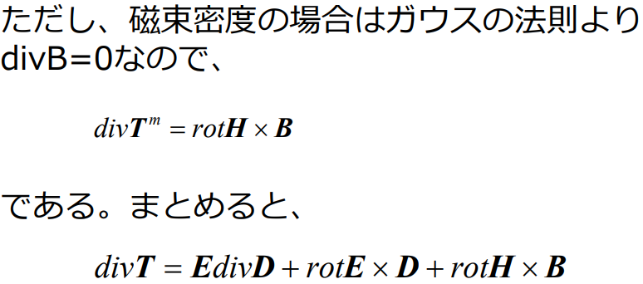 ただし、磁束密度の場合はガウスの法則より
divB=0なので、
divTᵐ = rotH × B
である。まとめると、
divT = EdivD + rotE × D + rotH × B